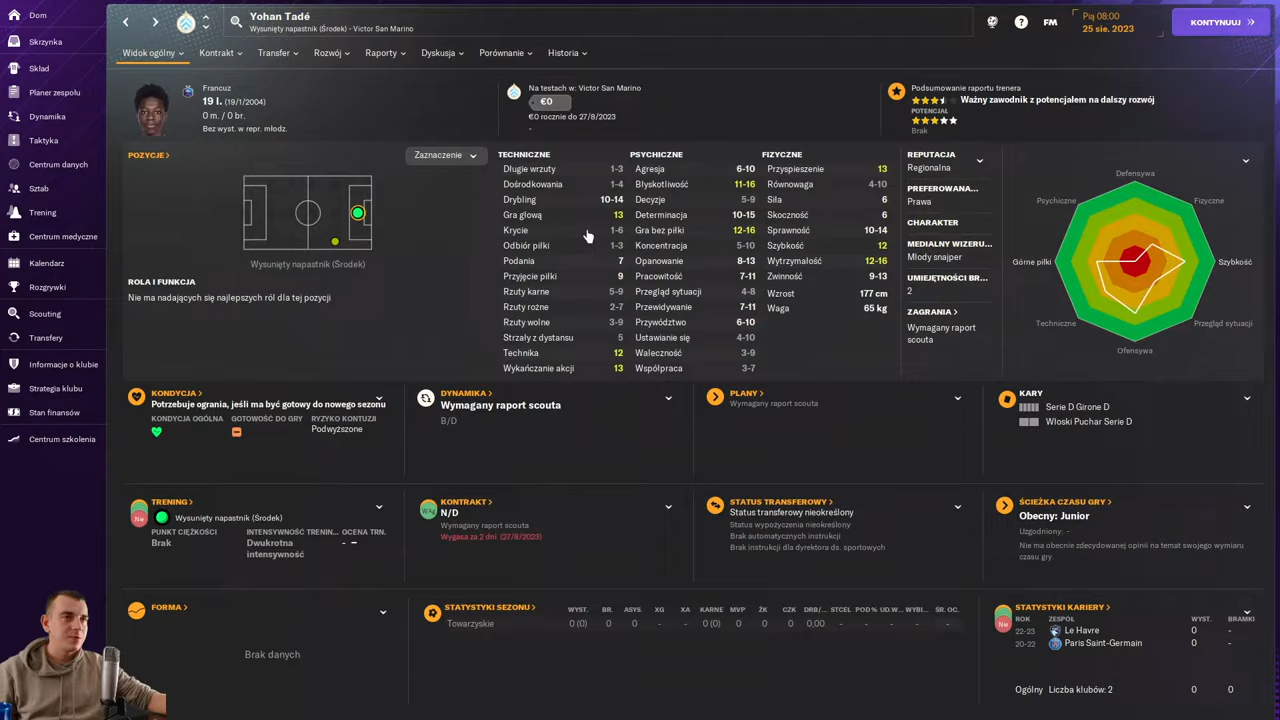 Dom
Skrzynka
Skład
Planer zespołu
Dynamika
Taktyka
Centrum danych
Sztab
Trening
Centrum medyczne
Kalendarz
Rozgrywki
Scouting
Transfery
Informacje o klubie
Strategia klubu
Stan finansów
Centrum szkolenia
Yohan Tadé
Wysunięty napastnik (Środek) - Victor San Marino
FM
Pią 08:00
25 sie. 2023
KONTYNUUJ
Widok ogólny
Kontrakt
Transfer
Rozwój
Raporty
Dyskusja
Porównanie
Historia
Francuz
19 l. (19/1/2004)
0 m. / 0 br.
Bez wyst. w repr. młodz.
Na testach w: Victor San Marino
€0
€0 rocznie do 27/8/2023
-
Podsumowanie raportu trenera
Ważny zawodnik z potencjałem na dalszy rozwój
POTENCJAŁ
Brak
POZYCJE
Zaznaczenie
Wysunięty napastnik (Środek)
ROLA I FUNKCJA
Nie ma nadających się najlepszych ról dla tej pozycji
TECHNICZNE
Długie wrzuty 1-3
Dośrodkowania 1-4
Drybling 10-14
Gra głową 13
Krycie 1-6
Odbiór piłki 1-3
Podania 7
Przyjęcie piłki 9
Rzuty karne 5-9
Rzuty rożne 2-7
Rzuty wolne 3-9
Strzały z dystansu 5
Technika 12
Wykańczanie akcji 13
PSYCHICZNE
Agresja 6-10
Błyskotliwość 11-16
Decyzje 5-9
Determinacja 10-15
Gra bez piłki 12-16
Koncentracja 5-10
Opanowanie 8-13
Pracowitość 7-11
Przegląd sytuacji 4-8
Przewidywanie 7-11
Przywództwo 6-10
Ustawianie się 4-10
Waleczność 3-9
Współpraca 3-7
FIZYCZNE
Przyspieszenie 13
Równowaga 4-10
Siła 6
Skoczność 6
Sprawność 10-14
Szybkość 12
Wytrzymałość 12-16
Zwinność 9-13
Wzrost 177 cm
Waga 65 kg
REPUTACJA
Regionalna
PREFEROWANA...
Prawa
CHARAKTER
MEDIALNY WIZERU...
Młody snajper
UMIEJĘTNOŚCI BR...
2
ZAGRANIA
Wymagany raport
scouta
Defensywa
Psychiczne
Fizyczne
Górne piłki
Szybkość
Techniczne
Przegląd sytuacji
Ofensywa
KONDYCJA
Potrzebuje ogrania, jeśli ma być gotowy do nowego sezonu
KONDYCJA OGÓLNA
GOTOWOŚĆ DO GRY
RYZYKO KONTUZJI
Podwyższone
DYNAMIKA
Wymagany raport scouta
B/D
PLANY
Wymagany raport scouta
KARY
Serie D Girone D
Włoski Puchar Serie D
TRENING
Ne
Wysunięty napastnik (Środek)
PUNKT CIĘŻKOŚCI
Brak
INTENSYWNOŚĆ TRENIN...
Dwukrotna
intensywność
OCENA TRN.
- –
KONTRAKT
WAg
N/D
Wymagany raport scouta
Wygasa za 2 dni (27/8/2023)
STATUS TRANSFEROWY
Status transferowy nieokreślony
Status wypożyczenia nieokreślony
Brak automatycznych instrukcji
Brak instrukcji dla dyrektora ds. sportowych
ŚCIEŻKA CZASU GRY
Obecny: Junior
Uzgodniony: -
Nie ma obecnie zdecydowanej opinii na temat swojego wymiaru
czasu gry.
FORMA
Brak danych
STATYSTYKI SEZONU
WYST. BR. ASYS. XG XA KARNE MVP ŻK CZK DRB/... STCEL POD % UD.W... WYBI... ŚR. OC.
Towarzyskie 0 (0) 0 0 - - 0 (0) 0 0 0 0,00 - - - - -
STATYSTYKI KARIERY
Ne
ROK ZESPÓŁ WYST. BRAMKI
22-23 Le Havre 0 -
20-22 Paris Saint-Germain 0 -
Ogólny Liczba klubów: 2 0 0